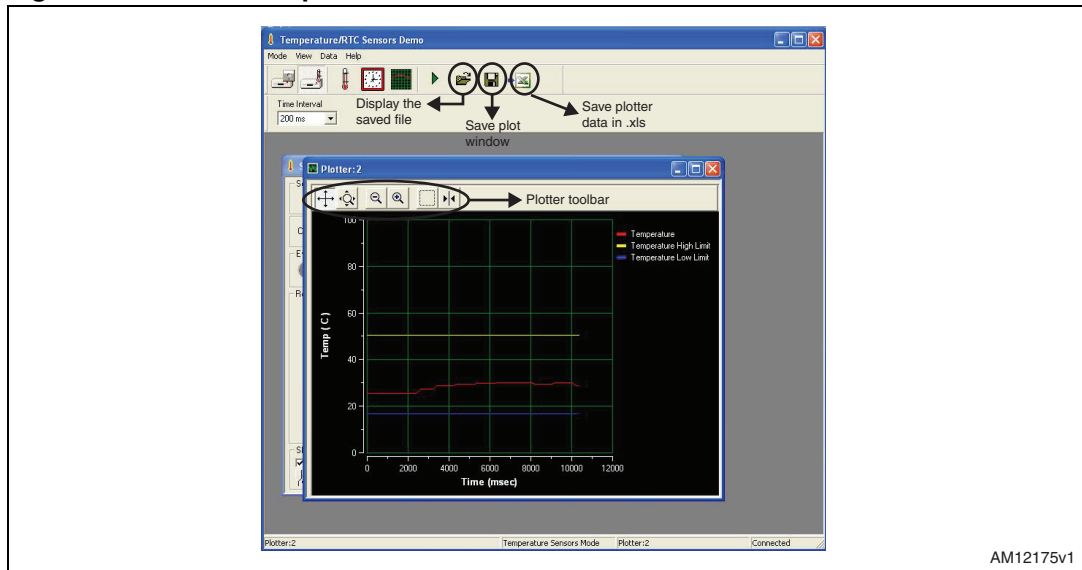 Temperature/RTC Sensors Demo
Mode View Data Help
Time Interval
200 ms
Display the
saved file
Save plot
window
Save plotter
data in .xls
Plotter:2
Plotter toolbar
Temperature
Temperature High Limit
Temperature Low Limit
100
80
60
40
20
0
Temp ( C )
0 2000 4000 6000 8000 10000 12000
Time (msec)
Plotter:2 Temperature Sensors Mode Plotter:2 Connected
AM12175v1